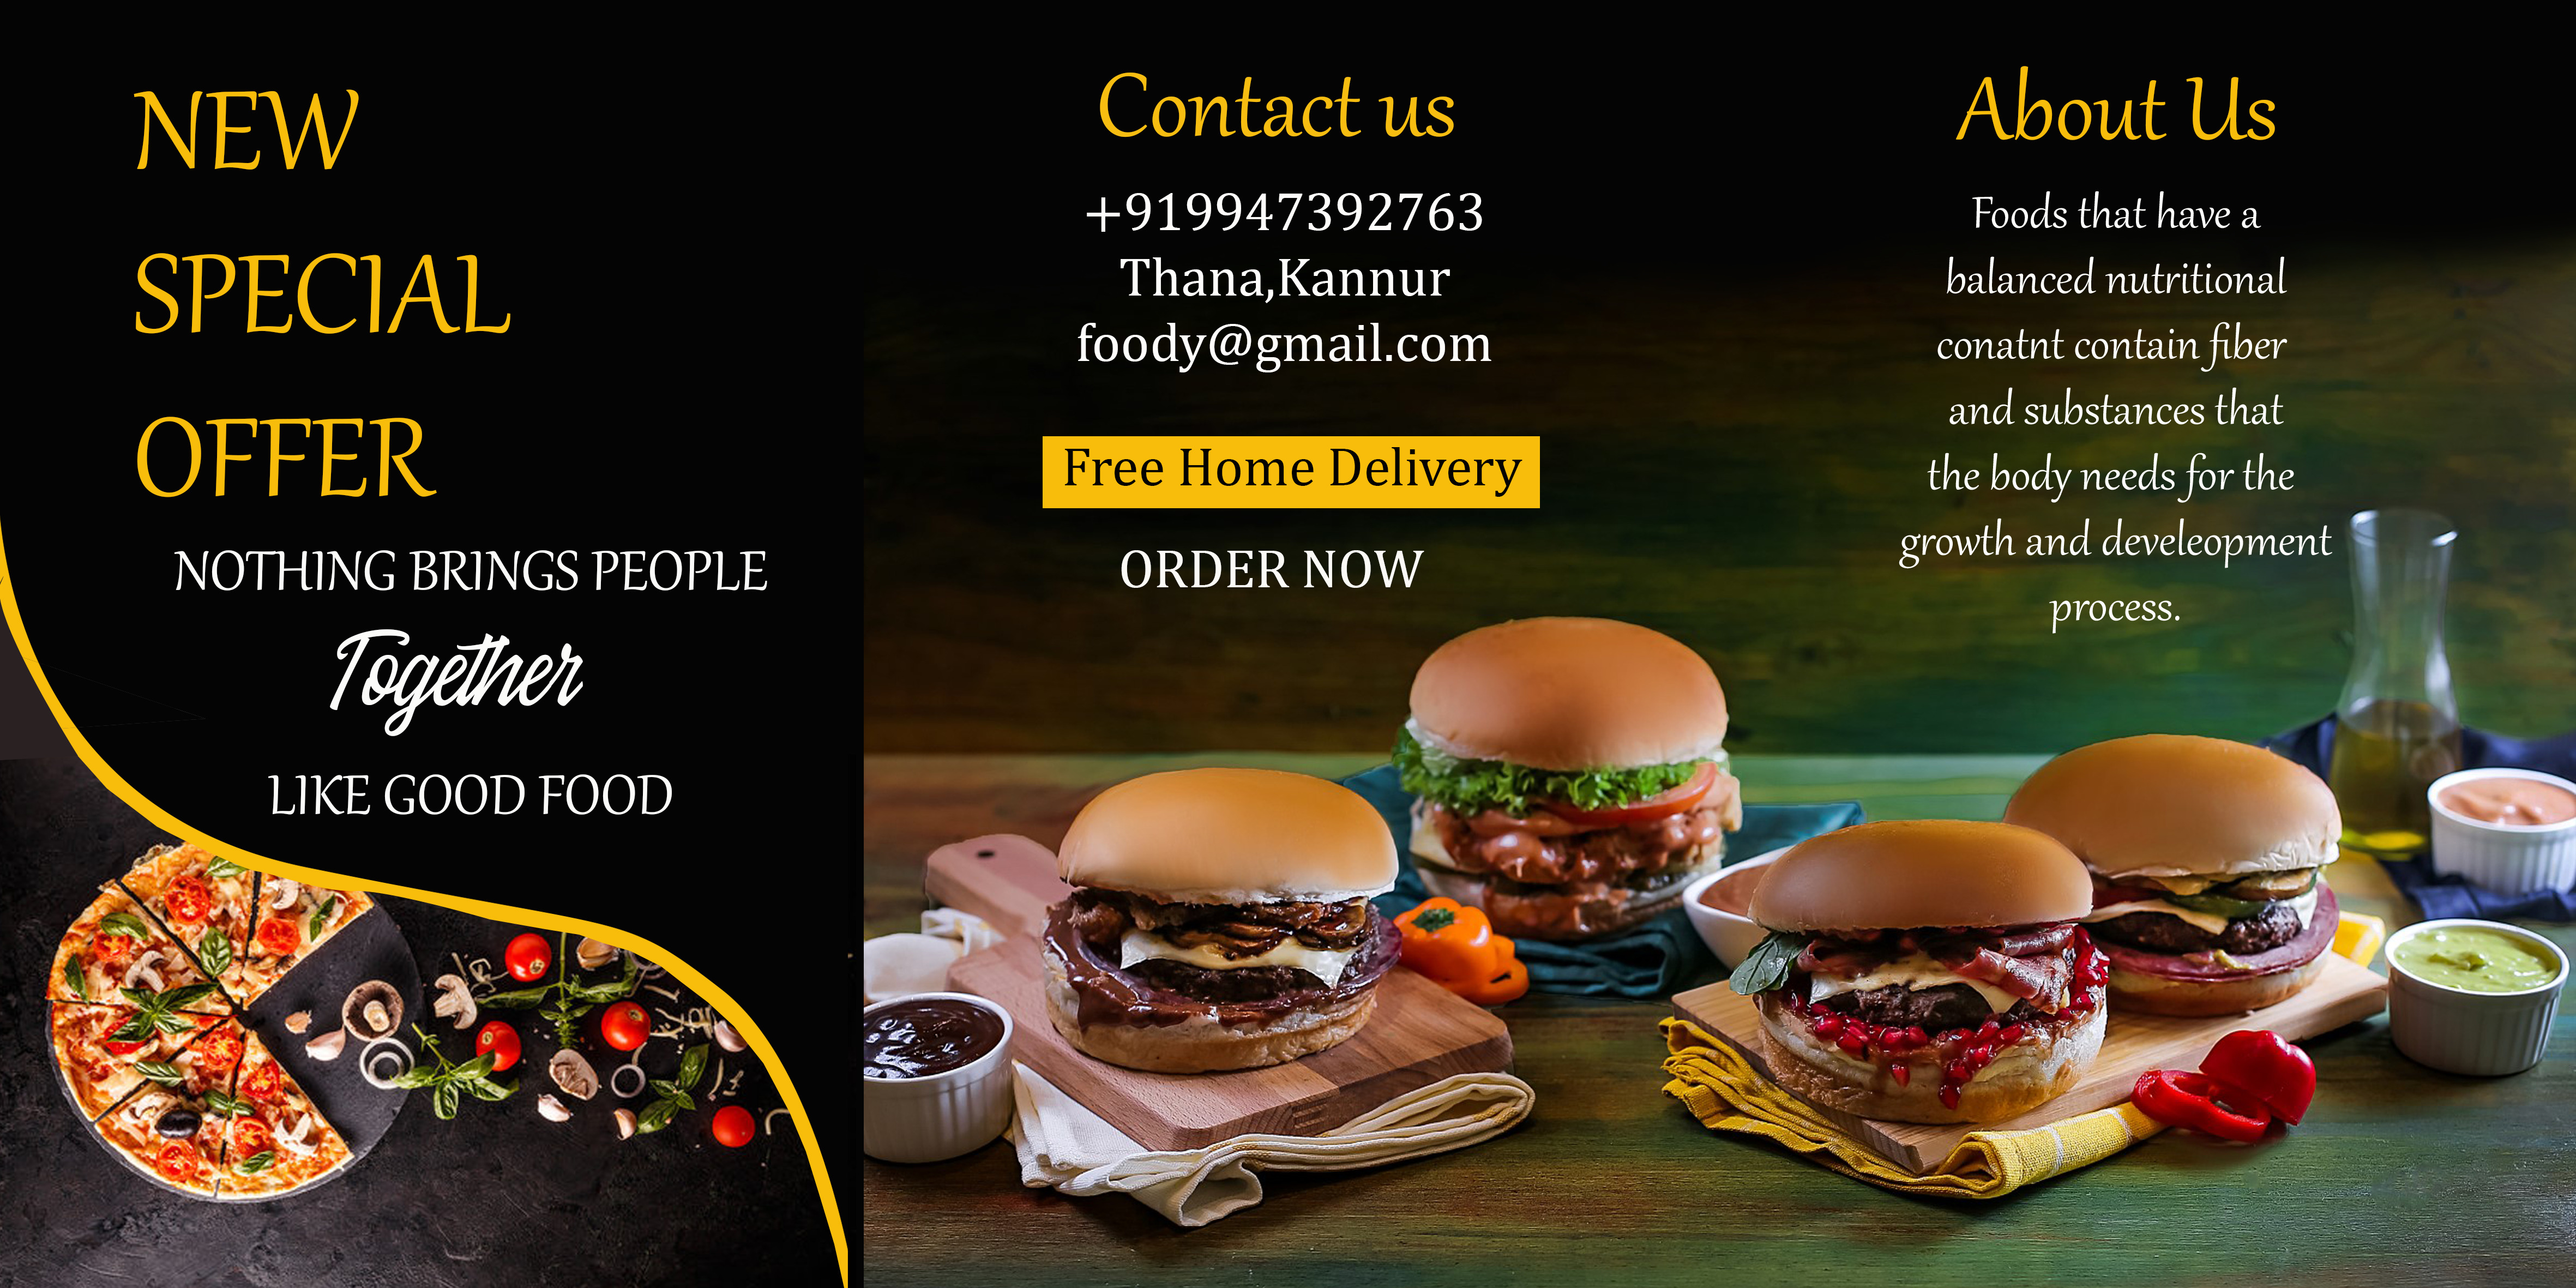 NEW
SPECIAL
OFFER
NOTHING BRINGS PEOPLE
Together
LIKE GOOD FOOD
Contact us
+919947392763
Thana,Kannur
foody@gmail.com
Free Home Delivery
ORDER NOW
About Us
Foods that have a
balanced nutritional
conatnt contain fiber
and substances that
the body needs for the
growth and develeopment
process.